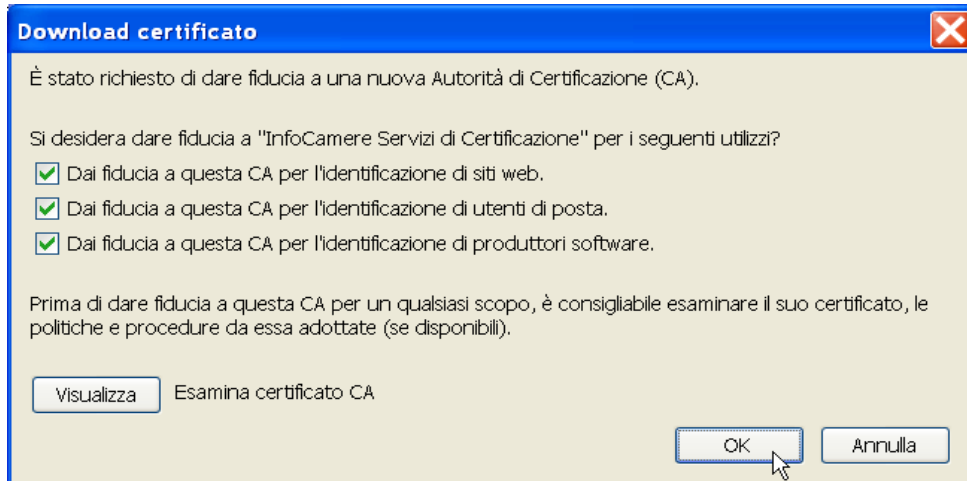 Download certificato
È stato richiesto di dare fiducia a una nuova Autorità di Certificazione (CA).
Si desidera dare fiducia a "InfoCamere Servizi di Certificazione" per i seguenti utilizzi?
Dai fiducia a questa CA per l'identificazione di siti web.
Dai fiducia a questa CA per l'identificazione di utenti di posta.
Dai fiducia a questa CA per l'identificazione di produttori software.
Prima di dare fiducia a questa CA per un qualsiasi scopo, è consigliabile esaminare il suo certificato, le
politiche e procedure da essa adottate (se disponibili).
Visualizza Esamina certificato CA
OK Annulla